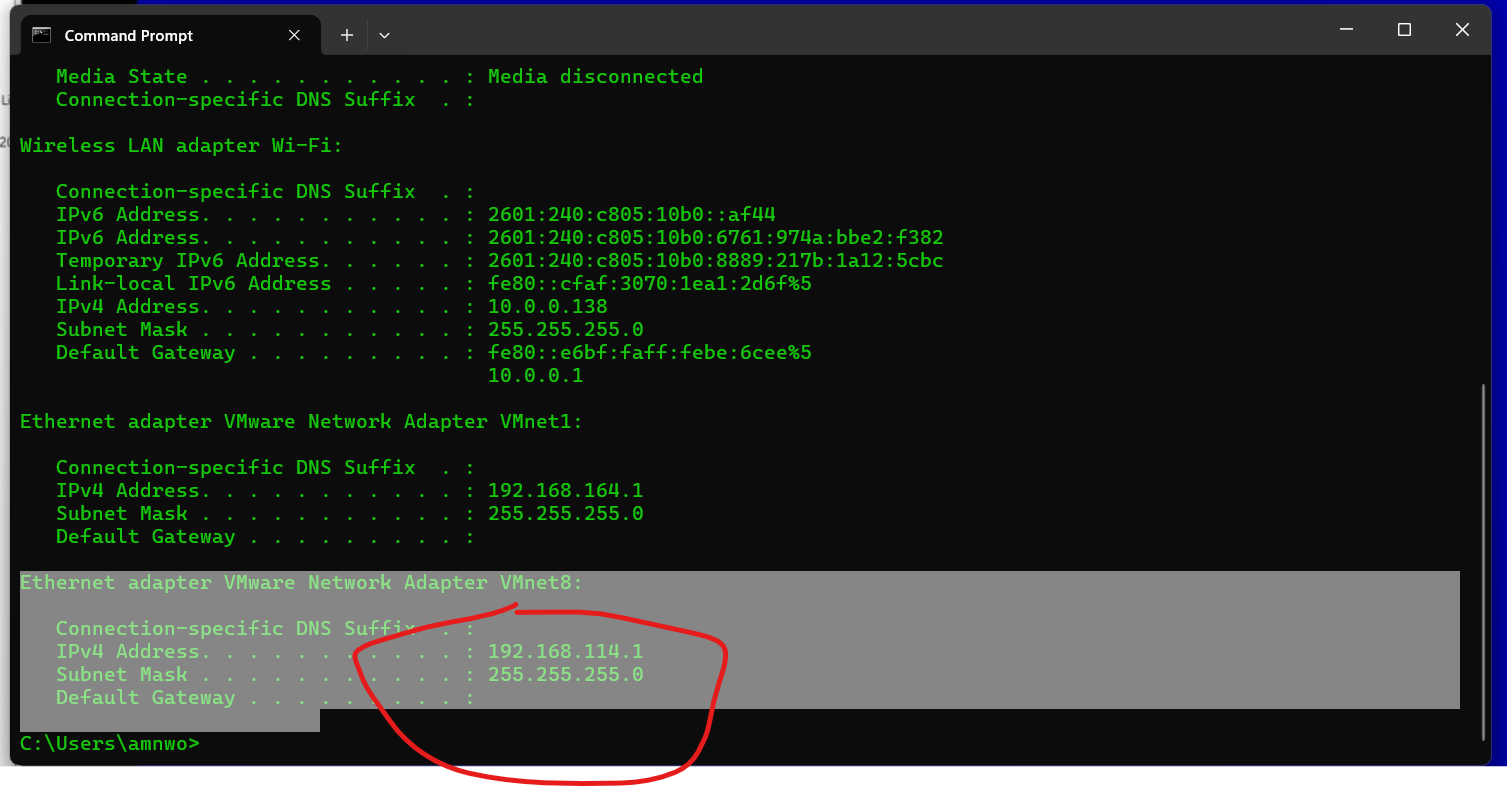 Command Prompt
Media State . . . . . . . . . . . : Media disconnected
Connection-specific DNS Suffix  . :
Wireless LAN adapter Wi-Fi:
Connection-specific DNS Suffix  . :
IPv6 Address. . . . . . . . . . . : 2601:240:c805:10b0::af44
IPv6 Address. . . . . . . . . . . : 2601:240:c805:10b0:6761:974a:bbe2:f382
Temporary IPv6 Address. . . . . . : 2601:240:c805:10b0:8889:217b:1a12:5cbc
Link-local IPv6 Address . . . . . : fe80::cfaf:3070:1ea1:2d6f%5
IPv4 Address. . . . . . . . . . . : 10.0.0.138
Subnet Mask . . . . . . . . . . . : 255.255.255.0
Default Gateway . . . . . . . . . : fe80::e6bf:faff:febe:6cee%5
10.0.0.1
Ethernet adapter VMware Network Adapter VMnet1:
Connection-specific DNS Suffix  . :
IPv4 Address. . . . . . . . . . . : 192.168.164.1
Subnet Mask . . . . . . . . . . . : 255.255.255.0
Default Gateway . . . . . . . . . :
Ethernet adapter VMware Network Adapter VMnet8:
Connection-specific DNS Suffix  . :
IPv4 Address. . . . . . . . . . . : 192.168.114.1
Subnet Mask . . . . . . . . . . . : 255.255.255.0
Default Gateway . . . . . . . . . :
C:\Users\amnwo>